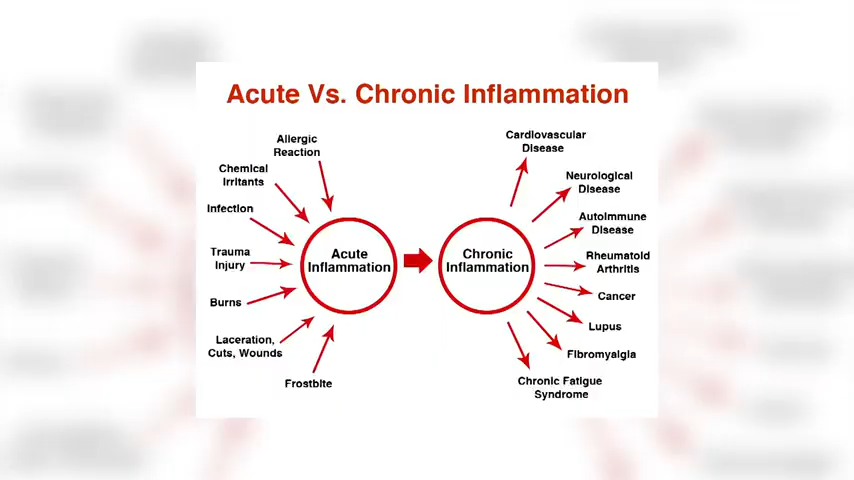 Acute Vs. Chronic Inflammation
Allergic
Reaction
Chemical
Irritants
Infection
Trauma
Injury
Burns
Laceration,
Cuts, Wounds
Frostbite
Acute
Inflammation
Chronic
Inflammation
Cardiovascular
Disease
Neurological
Disease
Autoimmune
Disease
Rheumatoid
Arthritis
Cancer
Lupus
Fibromyalgia
Chronic Fatigue
Syndrome